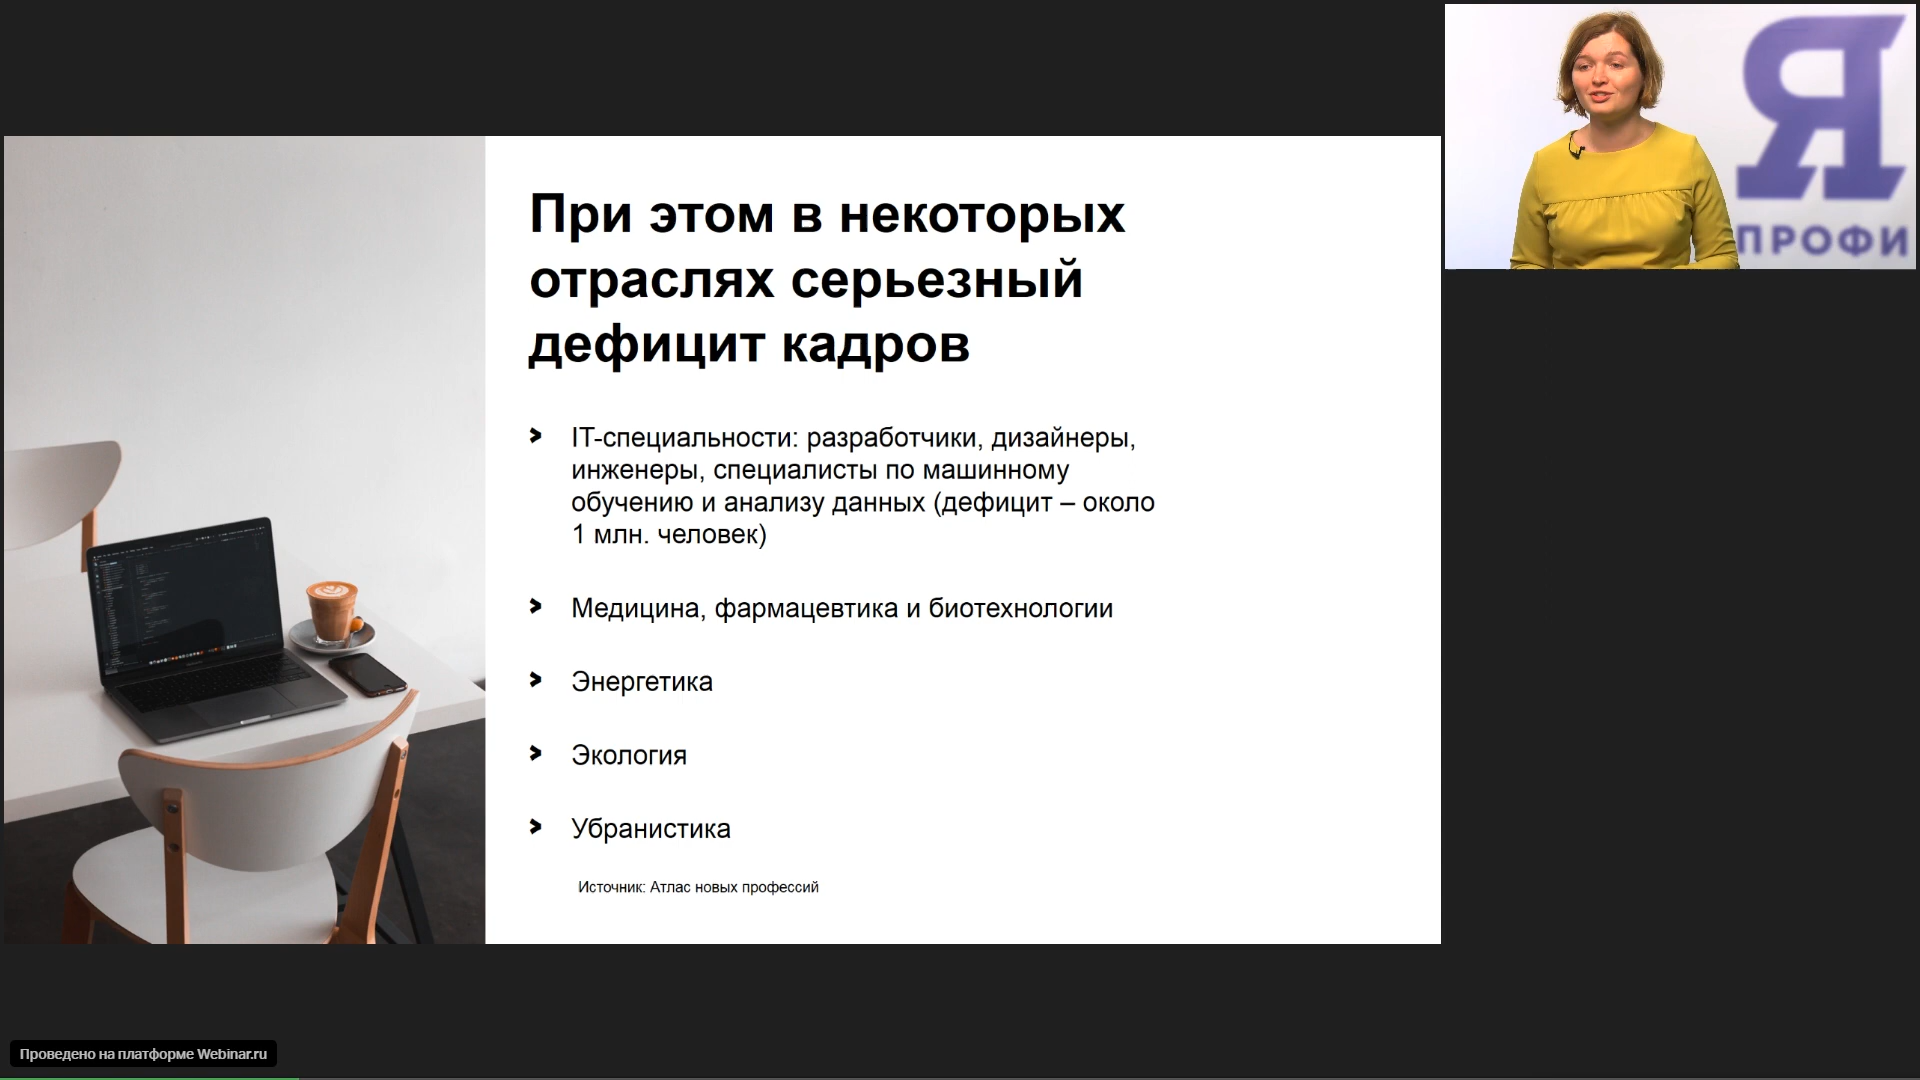 При этом в некоторых
отраслях серьезный
дефицит кадров
IT-специальности: разработчики, дизайнеры,
инженеры, специалисты по машинному
обучению и анализу данных (дефицит – около
1 млн. человек)
Медицина, фармацевтика и биотехнологии
Энергетика
Экология
Убранистика
Источник: Атлас новых профессий
Я
ПРОФИ
Проведено на платформе Webinar.ru